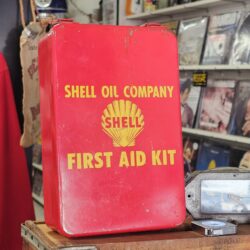 SHELL OIL COMPANY
SHELL
FIRST AID KIT